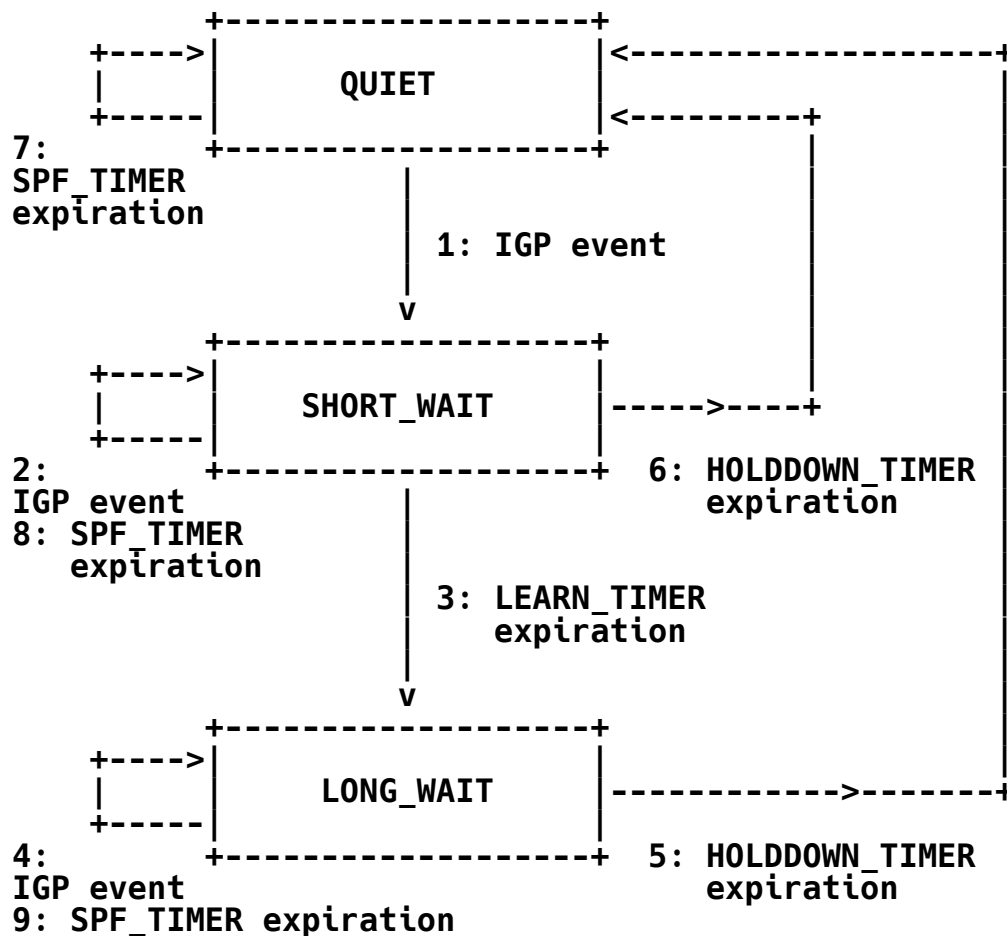 QUIET
7:
SPF_TIMER
expiration
1: IGP event
SHORT_WAIT
2:
IGP event
8: SPF_TIMER
expiration
6: HOLDDOWN_TIMER
expiration
3: LEARN_TIMER
expiration
LONG_WAIT
4:
IGP event
9: SPF_TIMER expiration
5: HOLDDOWN_TIMER
expiration